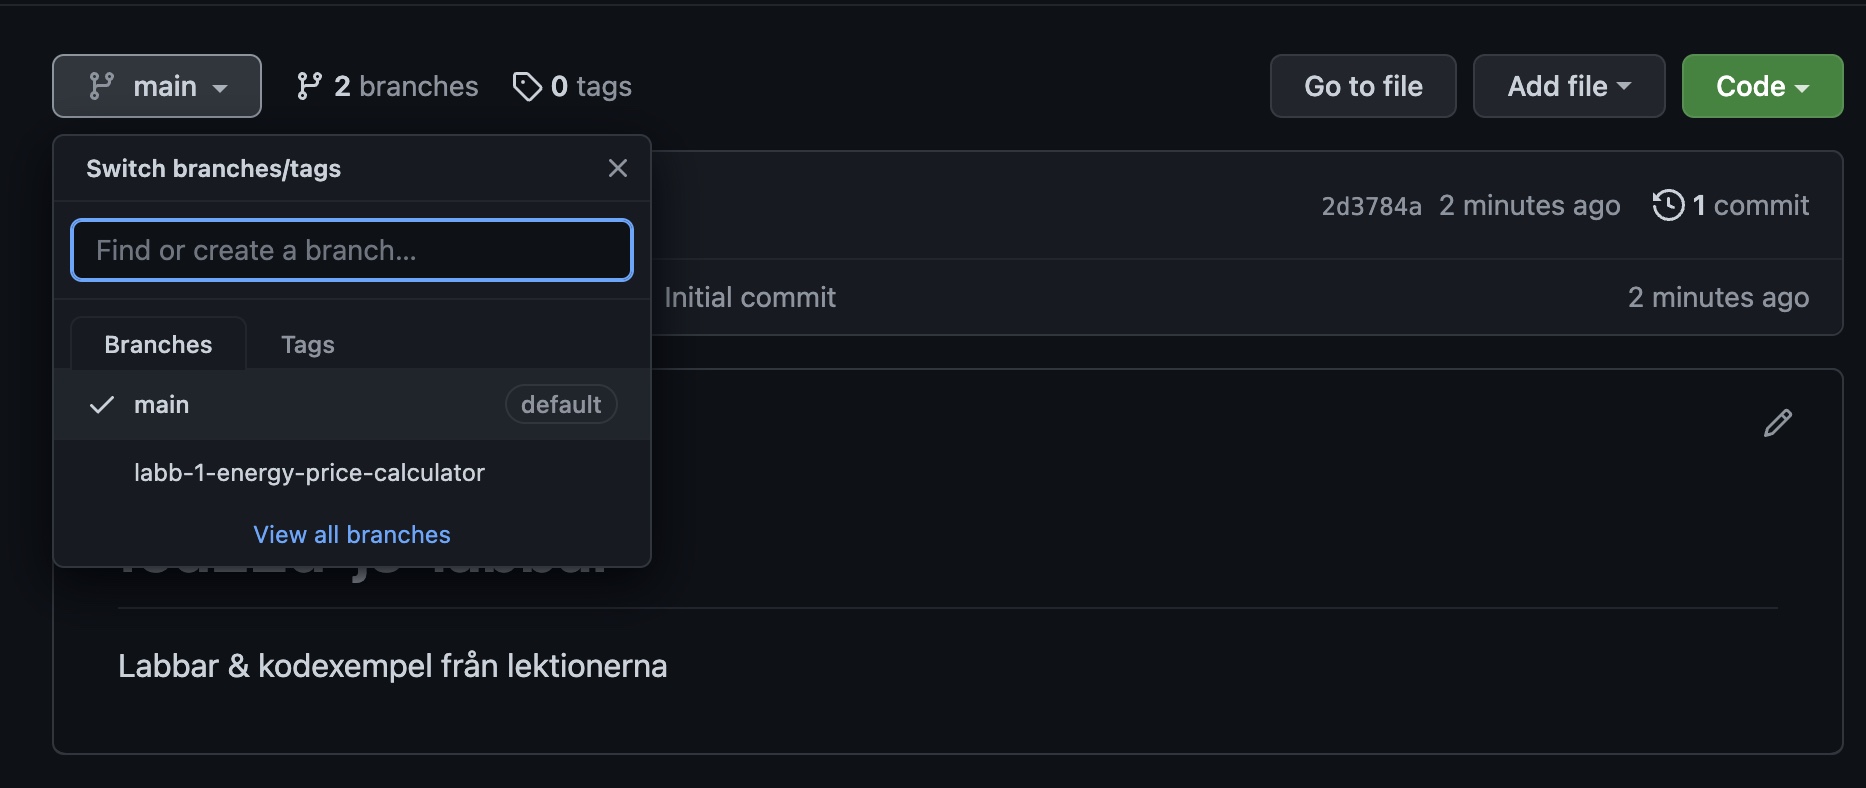 main
2 branches
0 tags
Go to file
Add file
Code
Switch branches/tags
2d3784a 2 minutes ago 1 commit
Find or create a branch...
Initial commit
2 minutes ago
Branches
Tags
main default
labb-1-energy-price-calculator
View all branches
Labbar & kodexempel från lektionerna